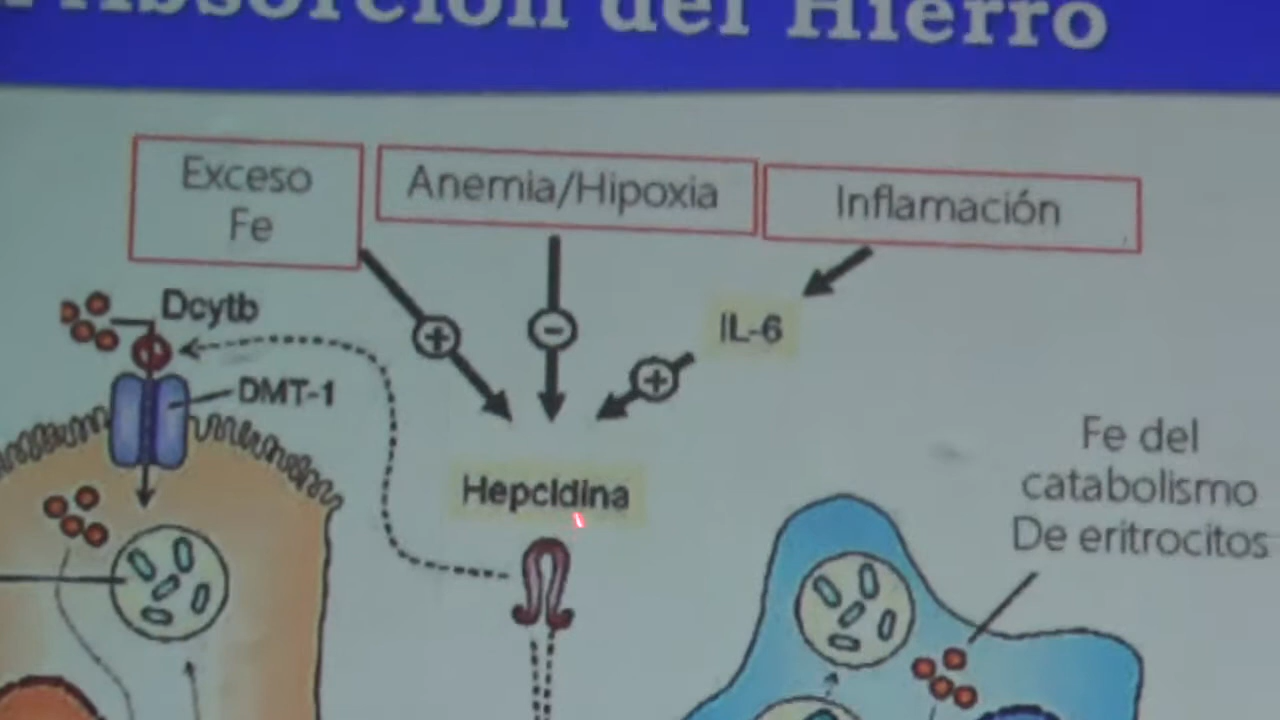 Absorción del Hierro
Exceso
Fe
Anemia/Hipoxia
Inflamación
Dcytb
IL-6
DMT-1
Hepcidina
Fe del
catabolismo
De eritrocitos